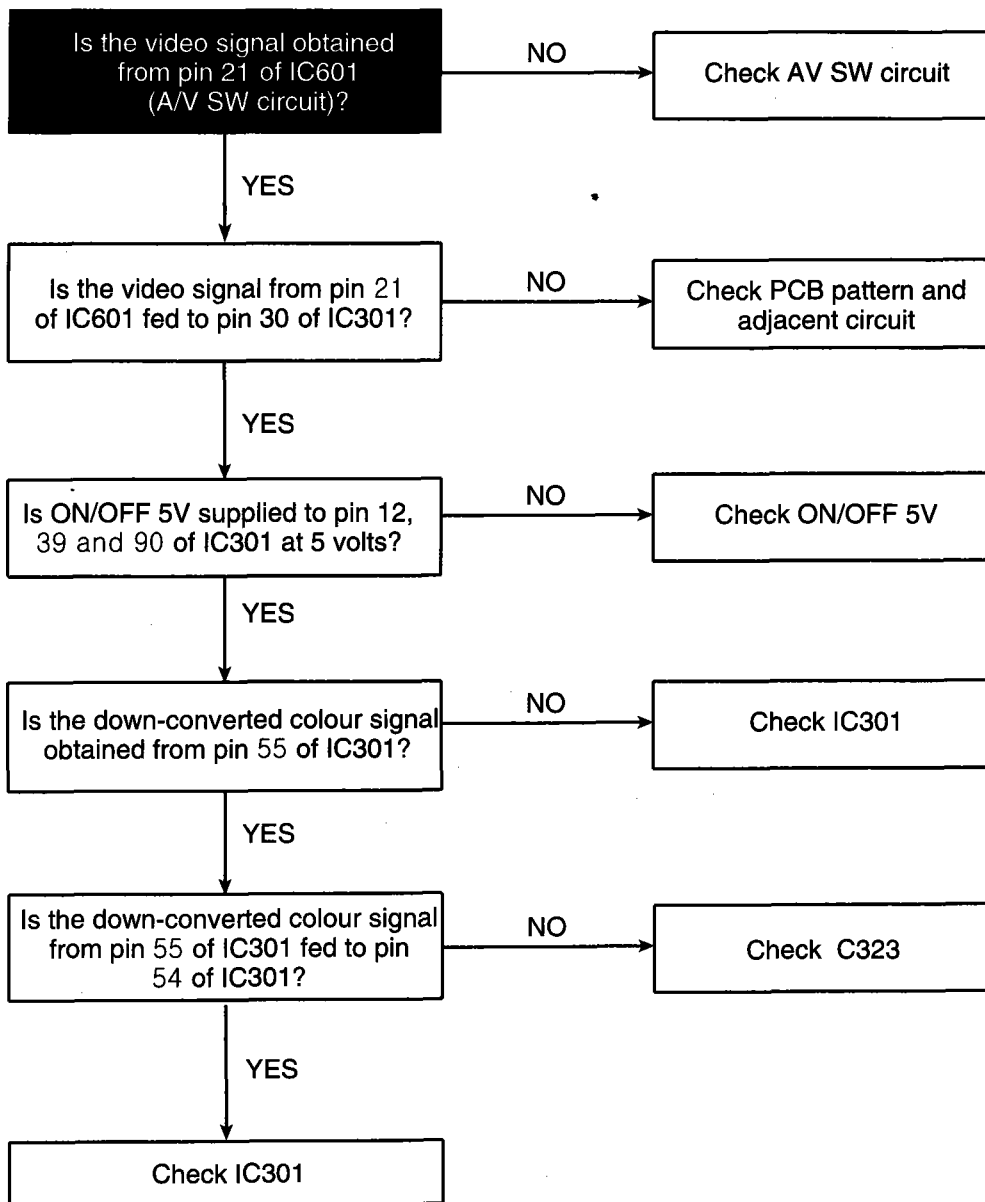 Is the video signal obtained
from pin 21 of IC601
(A/V SW circuit)?
NO
Check AV SW circuit
YES
Is the video signal from pin 21
of IC601 fed to pin 30 of IC301?
NO
Check PCB pattern and
adjacent circuit
YES
Is ON/OFF 5V supplied to pin 12,
39 and 90 of IC301 at 5 volts?
NO
Check ON/OFF 5V
YES
Is the down-converted colour signal
obtained from pin 55 of IC301?
NO
Check IC301
YES
Is the down-converted colour signal
from pin 55 of IC301 fed to pin
54 of IC301?
NO
Check C323
YES
Check IC301